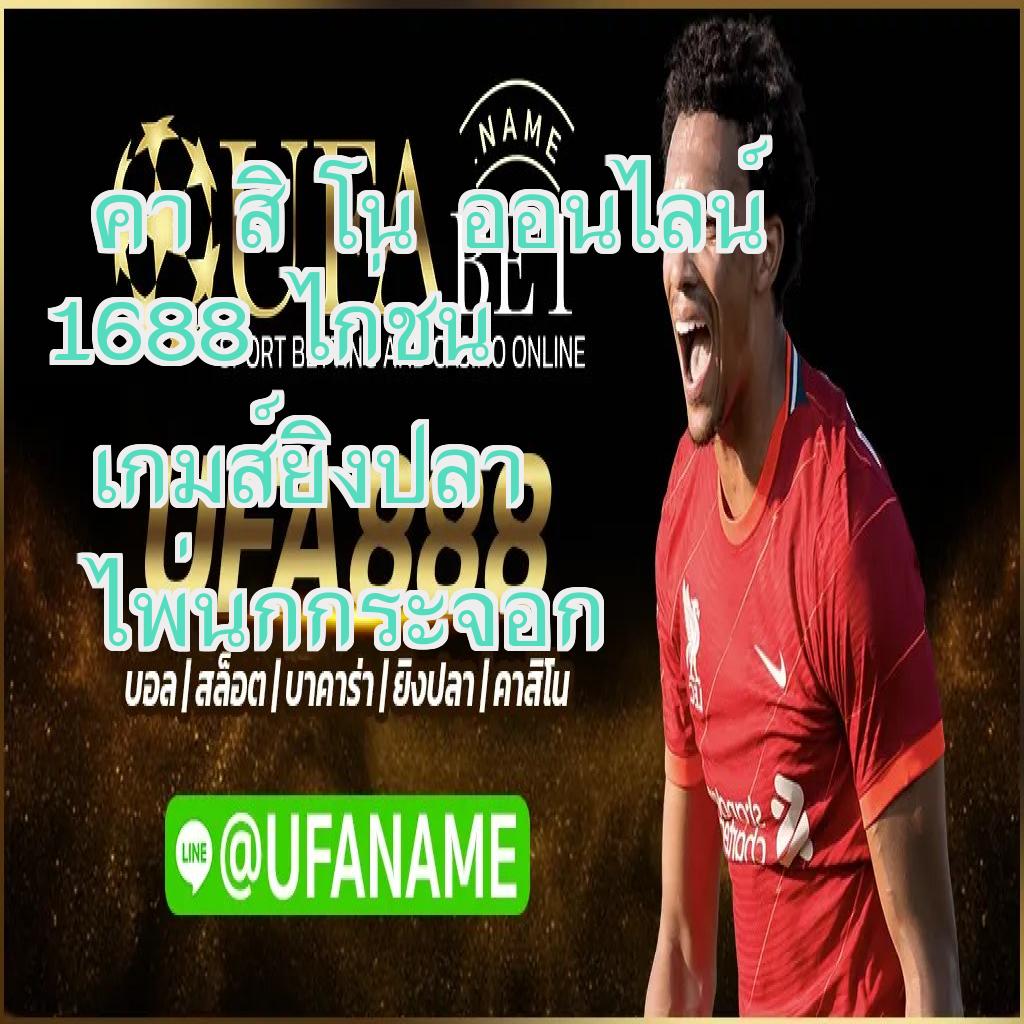 .NAME
UFA BET
คา สิ โน ออนไลน์
1688 ไก่ชน
SPORT BETTING AND CASINO ONLINE
เกมส์ยิงปลา
UFA888
ไพ่นกกระจอก
บอล | สล็อต | บาคาร่า | ยิงปลา | คาสิโน
LINE @UFANAME